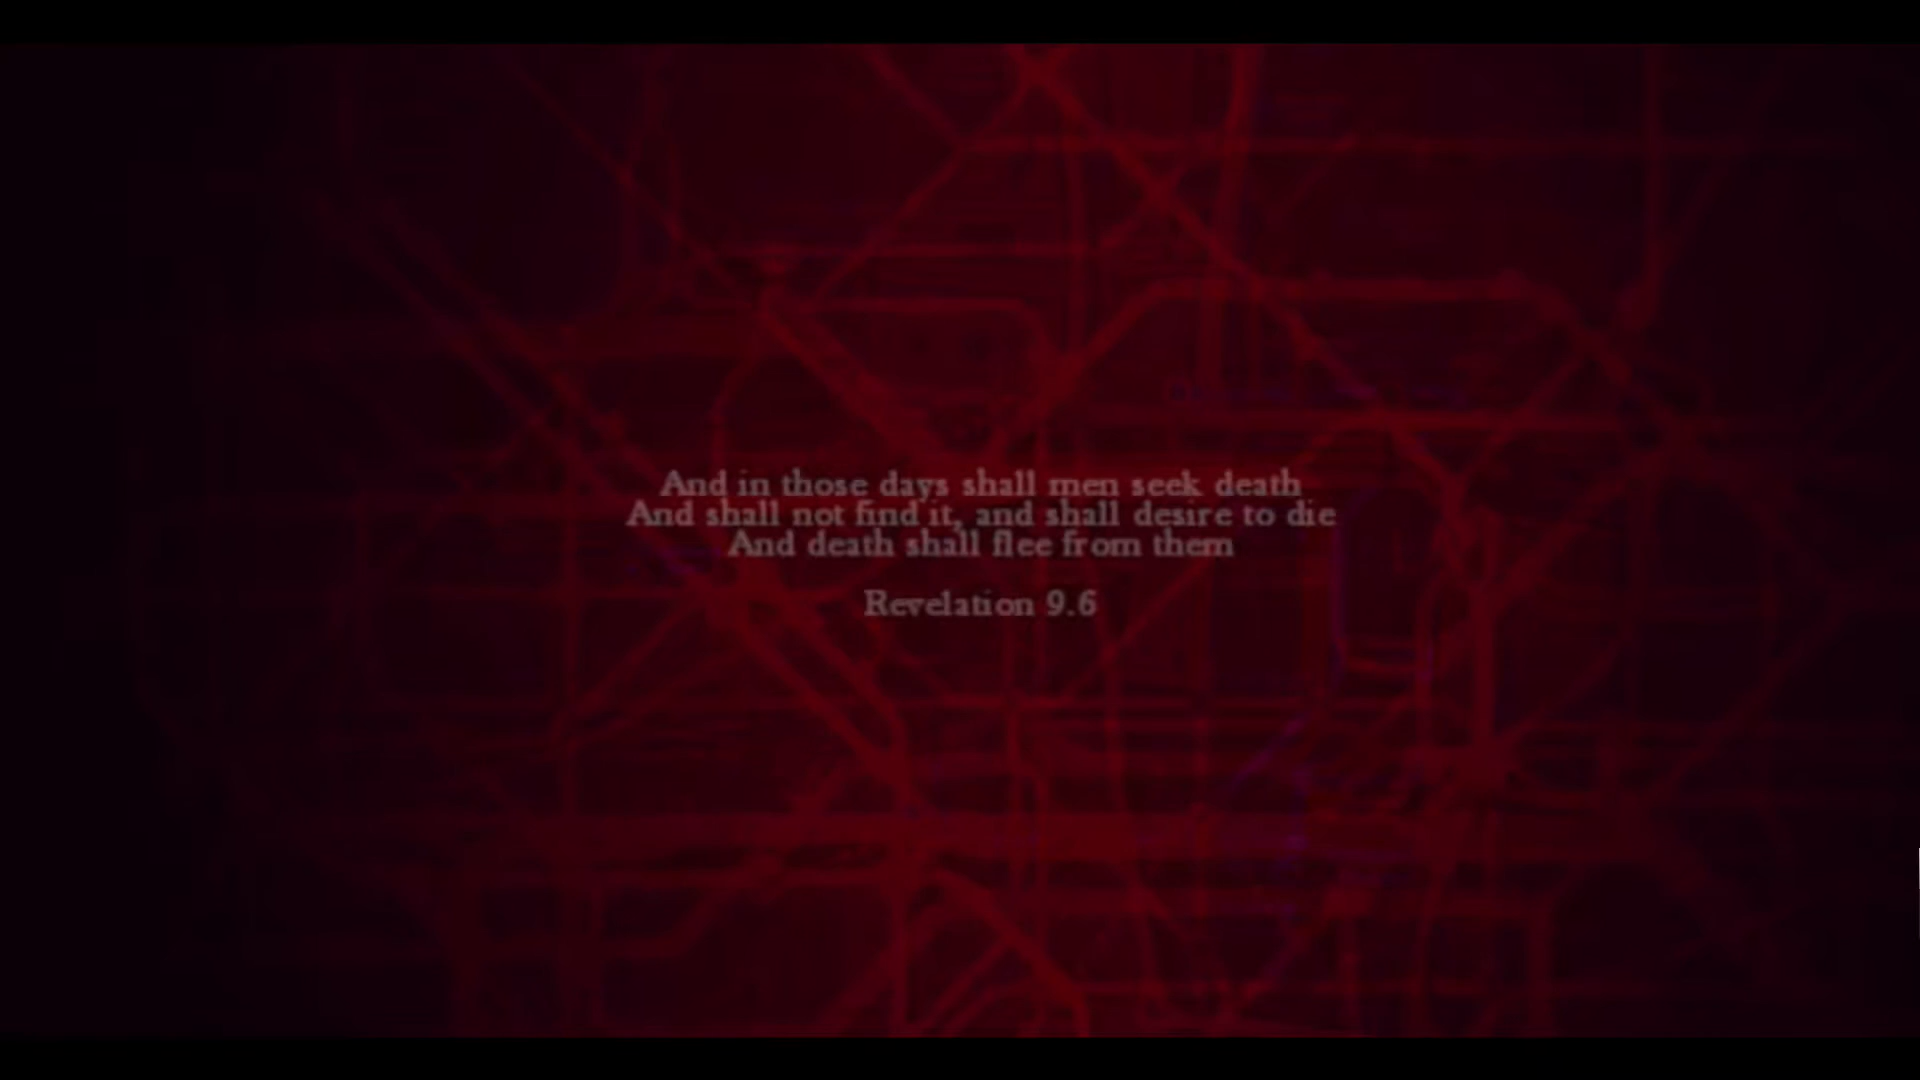 And in those days shall men seek death
And shall not find it, and shall desire to die
And death shall flee from them
Revelation 9.6